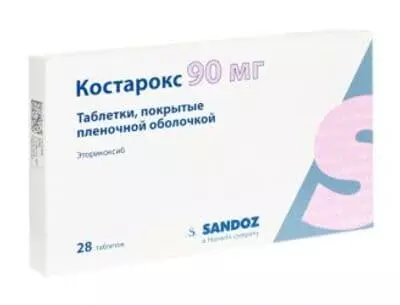 Костарокс 90 мг
Таблетки, покрытые
пленочной оболочкой
Эторикоксиб
S SANDOZ
a Novartis company
28 таблеток